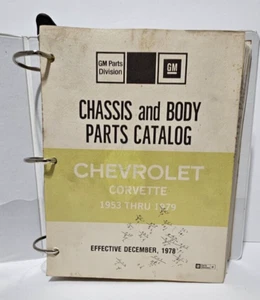 GM Parts
Division
GM
CHASSIS and BODY
PARTS CATALOG
CHEVROLET
CORVETTE
1953 THRU 1979
EFFECTIVE DECEMBER, 1978